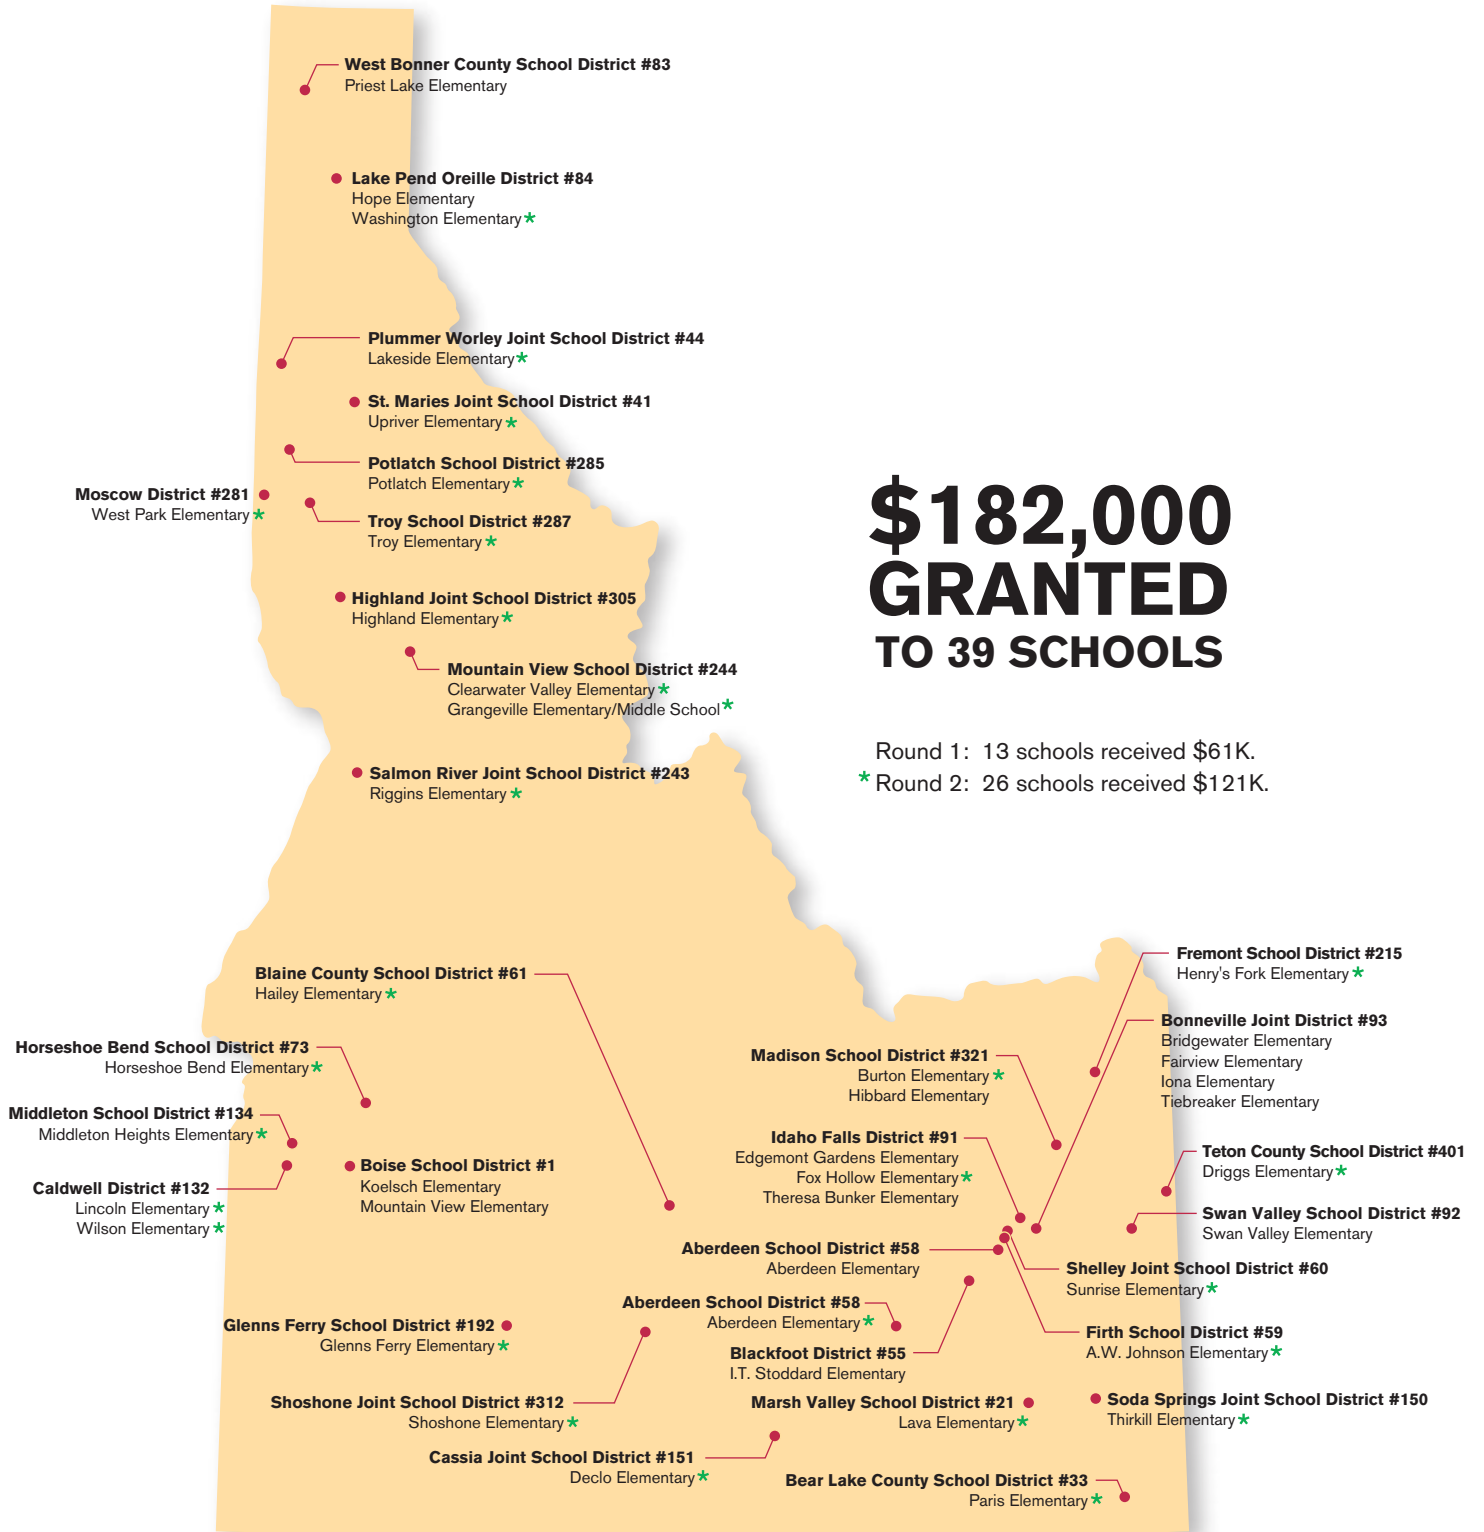 West Bonner County School District #83
Priest Lake Elementary
Lake Pend Oreille District #84
Hope Elementary
Washington Elementary*
Plummer Worley Joint School District #44
Lakeside Elementary*
St. Maries Joint School District #41
Upriver Elementary*
Potlatch School District #285
Potlatch Elementary*
Moscow District #281
West Park Elementary*
Troy School District #287
Troy Elementary*
Highland Joint School District #305
Highland Elementary*
Mountain View School District #244
Clearwater Valley Elementary*
Grangeville Elementary/Middle School*
Salmon River Joint School District #243
Riggins Elementary*
$182,000
GRANTED
TO 39 SCHOOLS
Round 1: 13 schools received $61K.
*Round 2: 26 schools received $121K.
Blaine County School District #61
Hailey Elementary*
Horseshoe Bend School District #73
Horseshoe Bend Elementary*
Middleton School District #134
Middleton Heights Elementary*
Caldwell District #132
Lincoln Elementary*
Wilson Elementary*
Boise School District #1
Koelsch Elementary
Mountain View Elementary
Fremont School District #215
Henry's Fork Elementary*
Bonneville Joint District #93
Bridgewater Elementary
Fairview Elementary
Iona Elementary
Tiebreaker Elementary
Madison School District #321
Burton Elementary*
Hibbard Elementary
Idaho Falls District #91
Edgemont Gardens Elementary
Fox Hollow Elementary*
Theresa Bunker Elementary
Teton County School District #401
Driggs Elementary*
Swan Valley School District #92
Swan Valley Elementary
Aberdeen School District #58
Aberdeen Elementary
Shelley Joint School District #60
Sunrise Elementary*
Aberdeen School District #58
Aberdeen Elementary*
Firth School District #59
A.W. Johnson Elementary*
Blackfoot District #55
I.T. Stoddard Elementary
Glenns Ferry School District #192
Glenns Ferry Elementary*
Shoshone Joint School District #312
Shoshone Elementary*
Marsh Valley School District #21
Lava Elementary*
Soda Springs Joint School District #150
Thirkill Elementary*
Cassia Joint School District #151
Declo Elementary*
Bear Lake County School District #33
Paris Elementary*